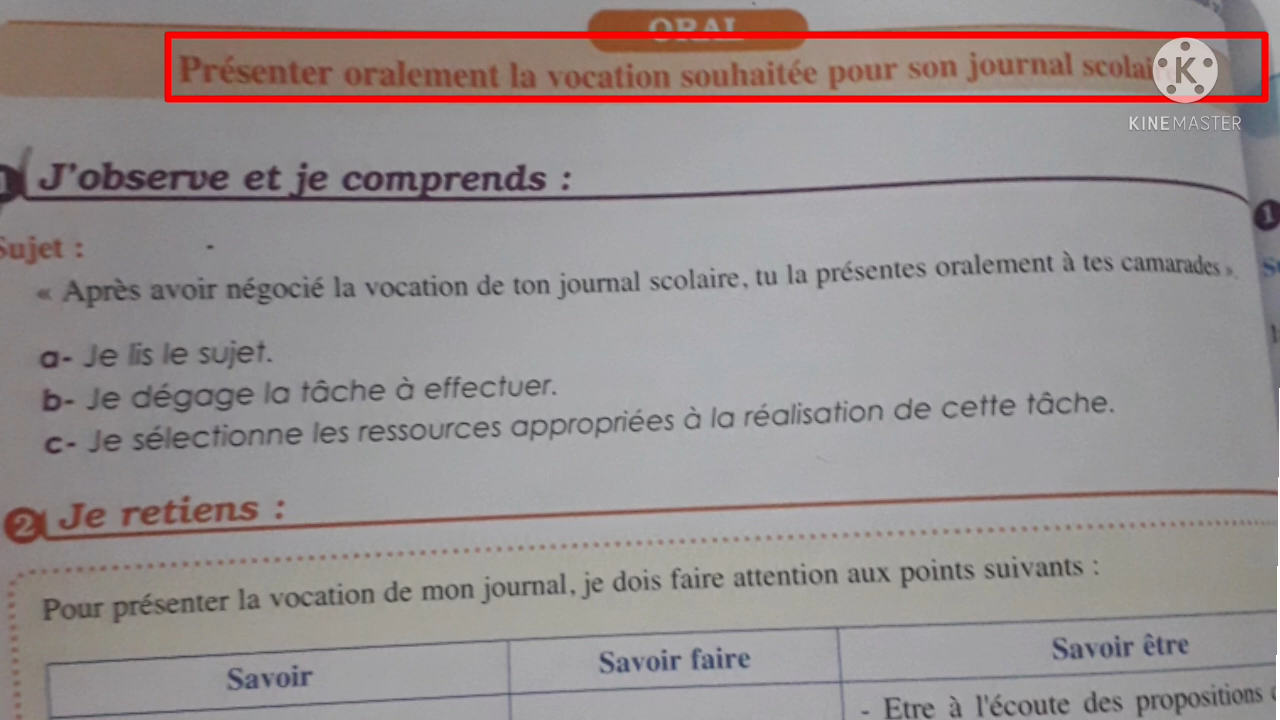 ORAL
Présenter oralement la vocation souhaitée pour son journal
K
KINEMASTER
1 J'observe et je comprends :
Sujet :
« Après avoir négocié la vocation de ton journal scolaire, tu la présentes oralement à tes camarades ».
a- Je lis le sujet.
b- Je dégage la tâche à effectuer.
c- Je sélectionne les ressources appropriées à la réalisation de cette tâche.
2 Je retiens :
Pour présenter la vocation de mon journal, je dois faire attention aux points suivants :
Savoir
Savoir faire
Savoir être
- Etre à l'écoute des propositions
1